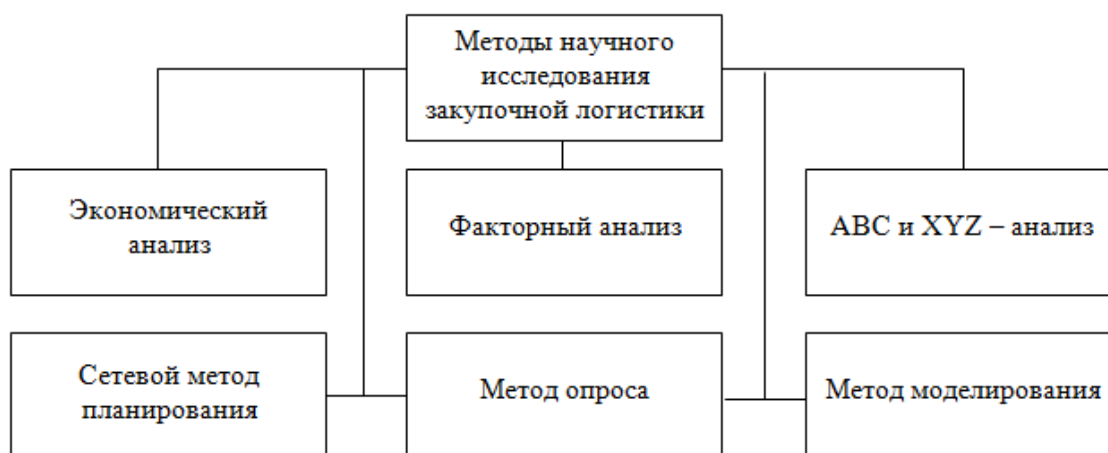 Методы научного
исследования
закупочной логистики
Экономический
анализ
Факторный анализ
ABC и XYZ – анализ
Сетевой метод
планирования
Метод опроса
Метод моделирования